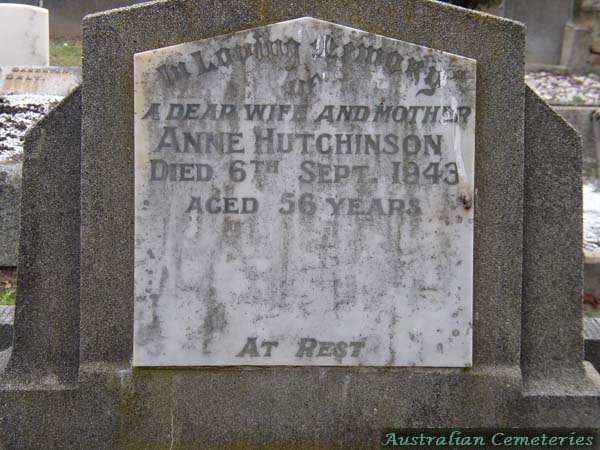 In Loving Memory
of
A DEAR WIFE AND MOTHER
ANNE HUTCHINSON
DIED 6TH SEPT. 1943
AGED 56 YEARS
AT REST
Australian Cemeteries